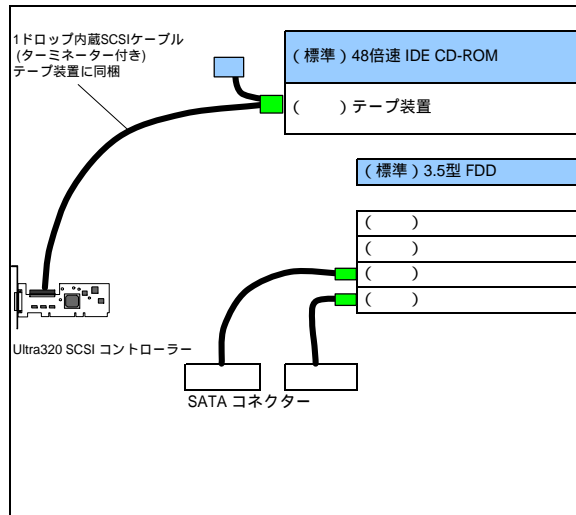 1ドロップ内蔵SCSIケーブル
(ターミネーター付き)
テープ装置に同梱
(標準)48倍速 IDE CD-ROM
(　　)テープ装置
(標準)3.5型 FDD
(　　)
(　　)
(　　)
(　　)
Ultra320 SCSI コントローラー
SATA コネクター